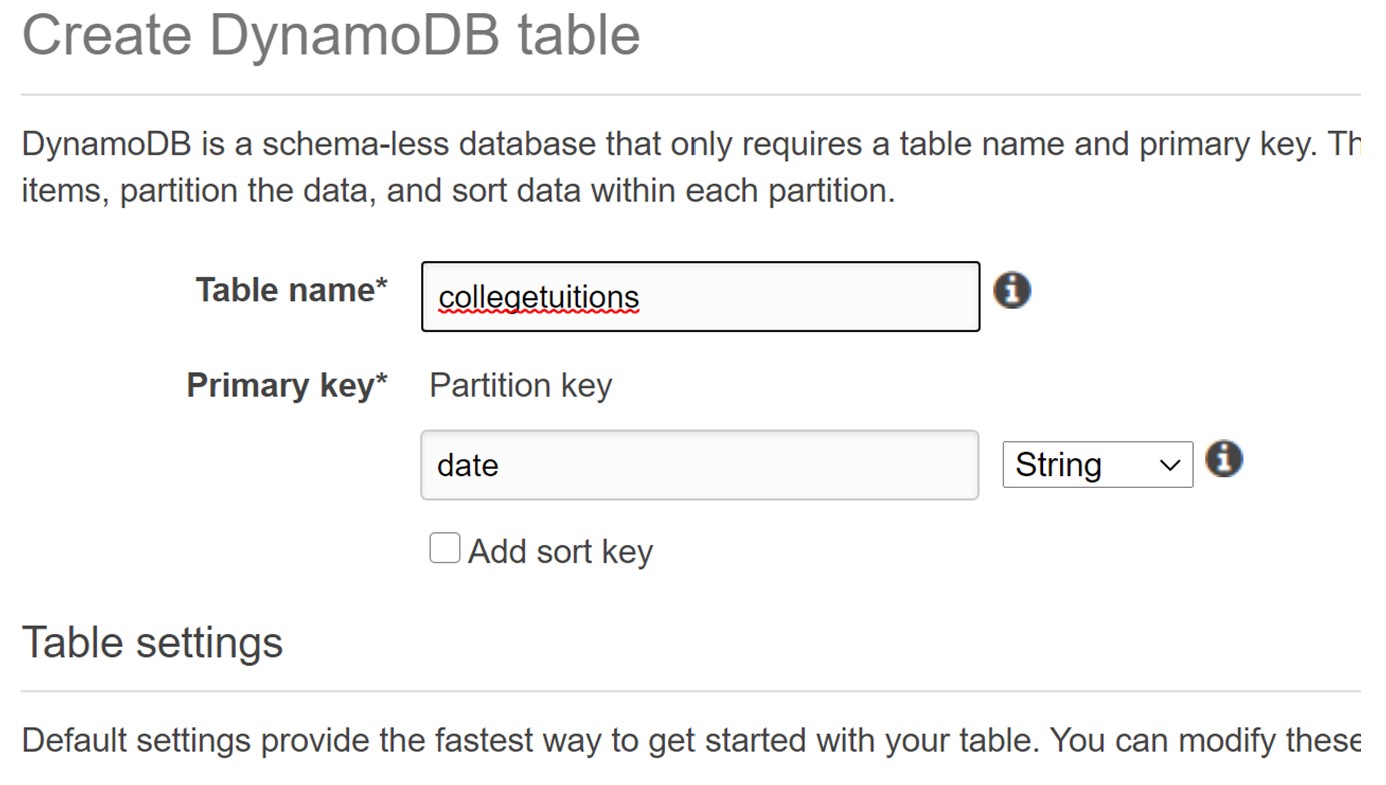 Create DynamoDB table
DynamoDB is a schema-less database that only requires a table name and primary key. Th
items, partition the data, and sort data within each partition.
Table name* collegetuitions
Primary key* Partition key
date String
Add sort key
Table settings
Default settings provide the fastest way to get started with your table. You can modify these